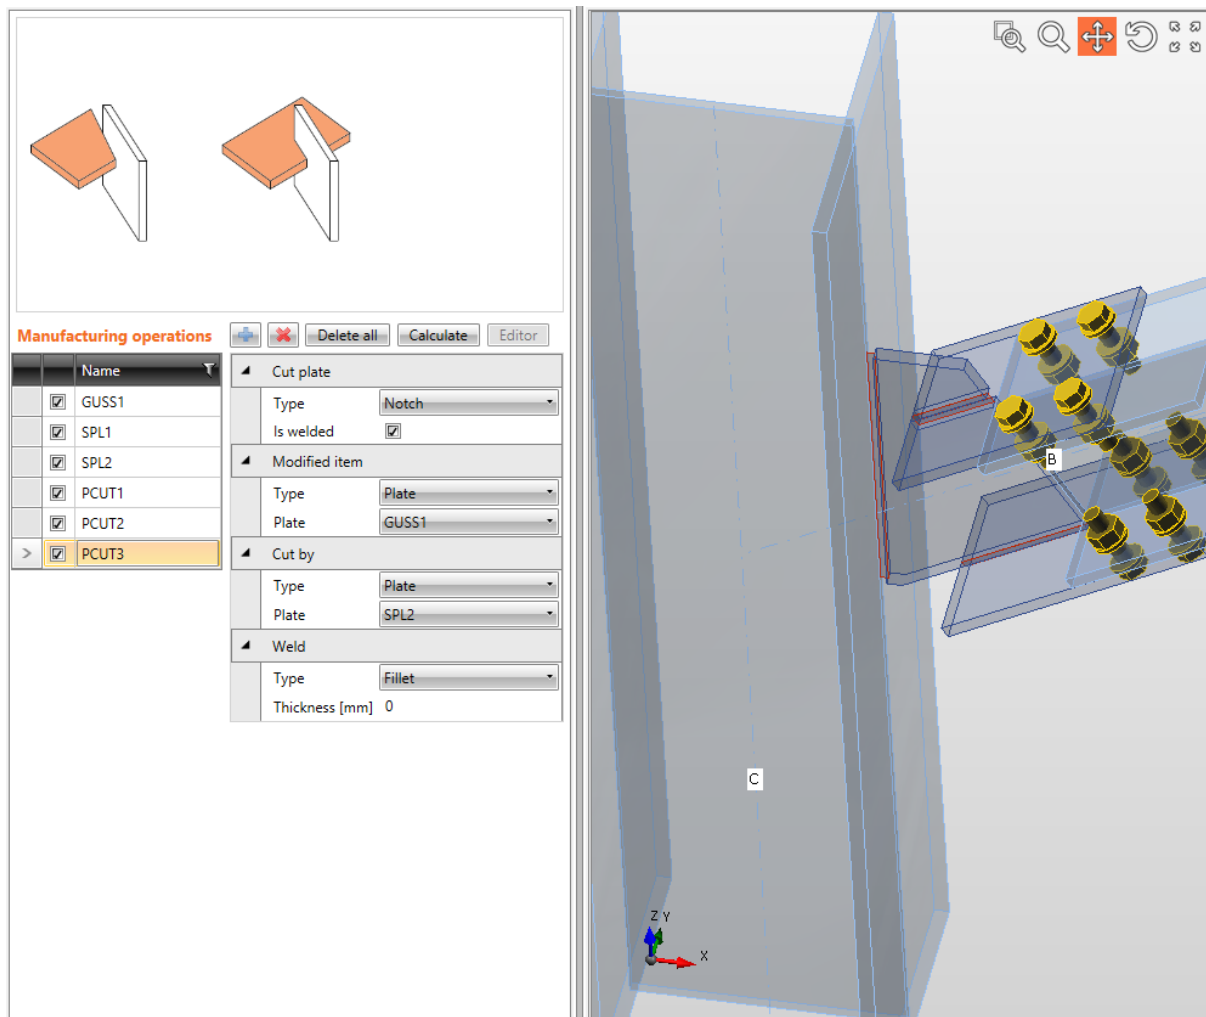 Manufacturing operations
Delete all
Calculate
Editor
Name
GUSS1
SPL1
SPL2
PCUT1
PCUT2
PCUT3
Cut plate
Type Notch
Is welded
Modified item
Type Plate
Plate GUSS1
Cut by
Type Plate
Plate SPL2
Weld
Type Fillet
Thickness [mm] 0
B
C
Z Y
X